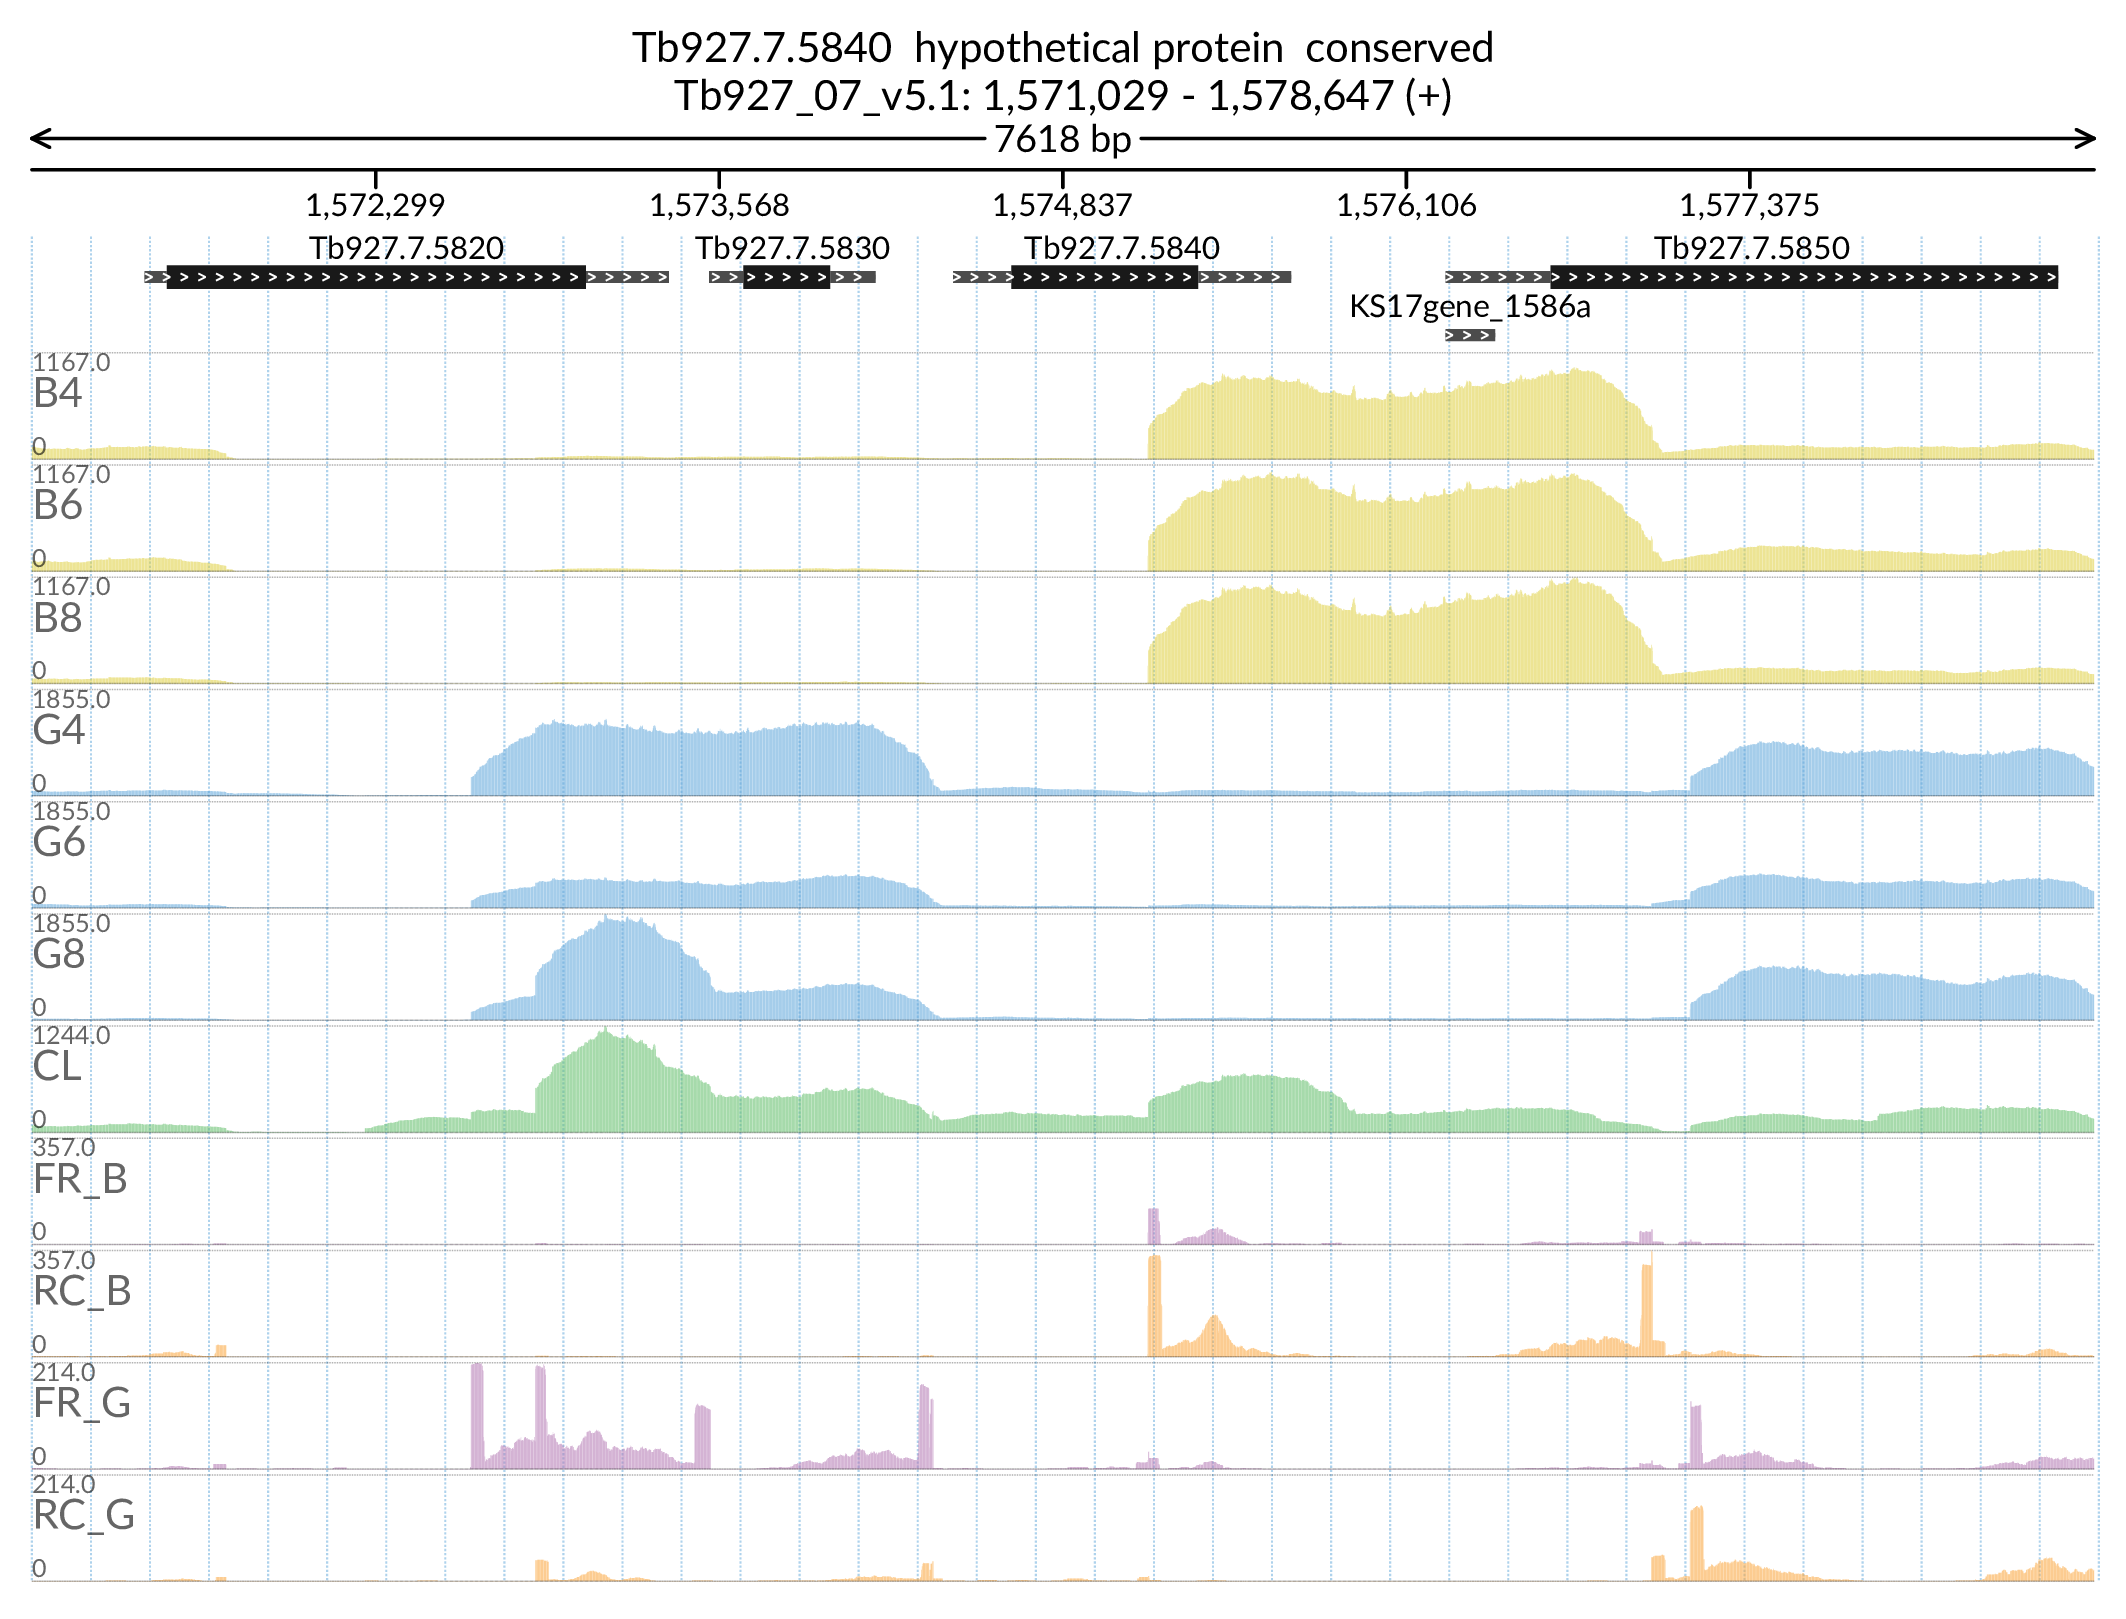 Tb927.7.5840 hypothetical protein conserved
Tb927_07_v5.1: 1,571,029 - 1,578,647 (+)
7618 bp
1,572,299 1,573,568 1,574,837 1,576,106 1,577,375
Tb927.7.5820 Tb927.7.5830 Tb927.7.5840 Tb927.7.5850
KS17gene_1586a
1167.0
B4
0
1167.0
B6
0
1167.0
B8
0
1855.0
G4
0
1855.0
G6
0
1855.0
G8
0
1244.0
CL
0
357.0
FR_B
0
357.0
RC_B
0
214.0
FR_G
0
214.0
RC_G
0